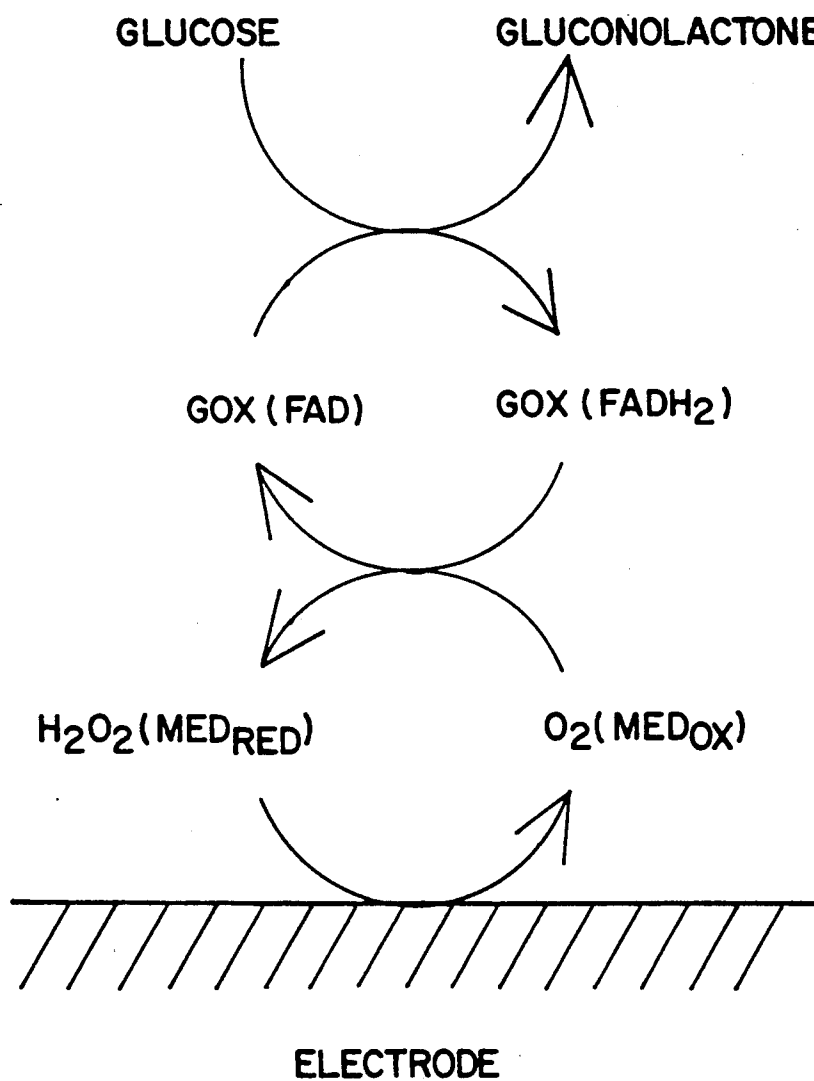 GLUCOSE GLUCONOLACTONE
GOX (FAD) GOX (FADH2)
H2O2(MEDRED) O2(MEDOX)
ELECTRODE